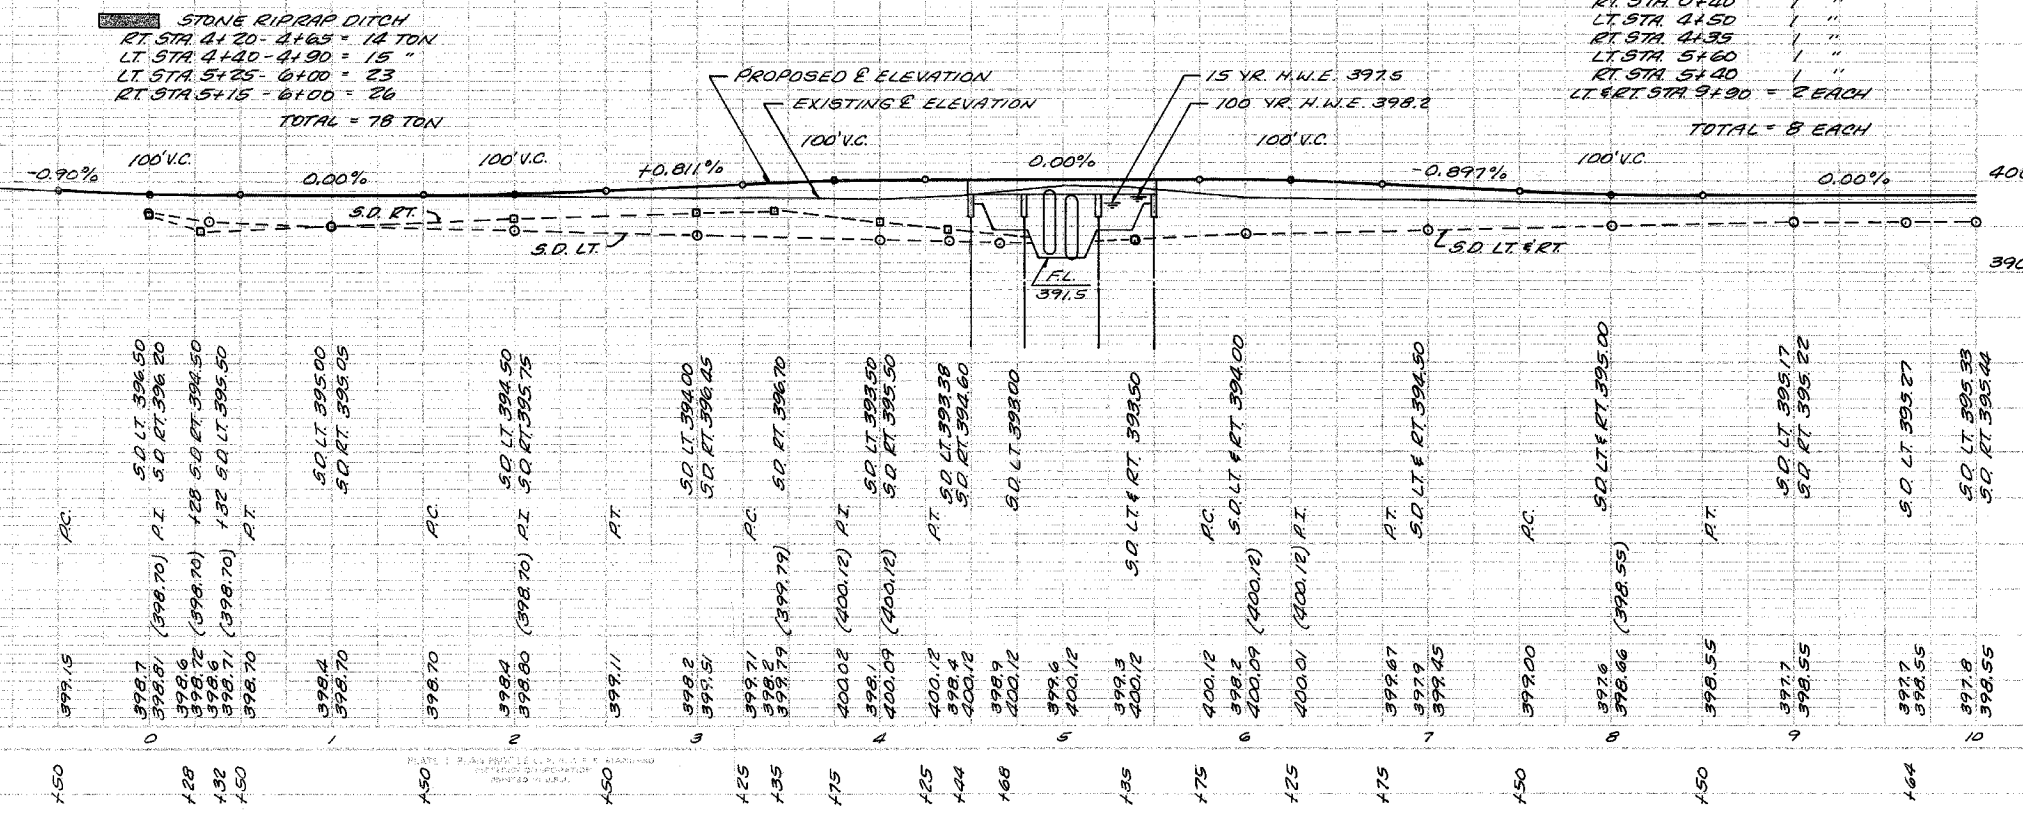 STONE RIPRAP DITCH
RT. STA. 4+20 - 4+65 = 14 TON
LT. STA. 4+40 - 4+90 = 15 "
LT. STA. 5+25 - 6+00 = 23
RT. STA. 5+15 - 6+00 = 26
TOTAL = 78 TON
RT. STA. 0+40 1 "
LT. STA. 4+50 1 "
RT. STA. 4+35 1 "
LT. STA. 5+60 1 "
RT. STA. 5+40 1 "
LT & RT. STA. 9+90 = 2 EACH
TOTAL = 8 EACH
PROPOSED ℄ ELEVATION
EXISTING ℄ ELEVATION
15 YR. H.W.E. 397.5
100 YR. H.W.E. 398.2
-0.90%
100' V.C.
0.00%
100' V.C.
+0.811%
100' V.C.
0.00%
100' V.C.
-0.897%
100' V.C.
0.00%
400
390
S.D. RT.
S.D. LT.
S.D. LT. & RT.
F.L.
391.5
S.D. LT. 396.50
S.D. RT. 396.20
+28 S.D. RT. 394.50
+32 S.D. LT. 395.50
S.D. LT. 395.00
S.D. RT. 395.05
S.D. LT. 394.50
S.D. RT. 395.75
S.D. LT. 394.00
S.D. RT. 396.45
S.D. RT. 396.70
S.D. LT. 393.50
S.D. RT. 395.50
S.D. LT. 393.38
S.D. RT. 394.60
S.D. LT. 393.00
S.D. LT. & RT. 393.50
S.D. LT. & RT. 394.00
S.D. LT. & RT. 394.50
S.D. LT. & RT. 395.00
S.D. LT. 395.17
S.D. RT. 395.22
S.D. LT. 395.27
S.D. LT. 395.33
S.D. RT. 395.44
P.C.
P.I.
P.T.
P.C.
P.I.
P.T.
P.C.
P.I.
P.T.
P.C.
P.I.
P.T.
P.C.
P.T.
399.15
398.7
398.81 (398.70)
398.6
398.72 (398.70)
398.6
398.71 (398.70)
398.70
398.4
398.70
398.70
398.4
398.80 (398.70)
399.11
398.2
399.51
399.71
398.2
399.79 (399.79)
400.02 (400.12)
398.1
400.09 (400.12)
400.12
398.4
400.12
398.9
400.12
399.6
400.12
399.3
400.12
400.12
398.2
400.09 (400.12)
400.01 (400.12)
399.67
397.9
399.45
399.00
397.6
398.66 (398.55)
398.55
397.7
398.55
397.7
398.55
397.8
398.55
0 1 2 3 4 5 6 7 8 9 10
+50 +28 +32 +50 +50 +50 +25 +35 +75 +25 +44 +68 +35 +75 +25 +75 +50 +50 +64